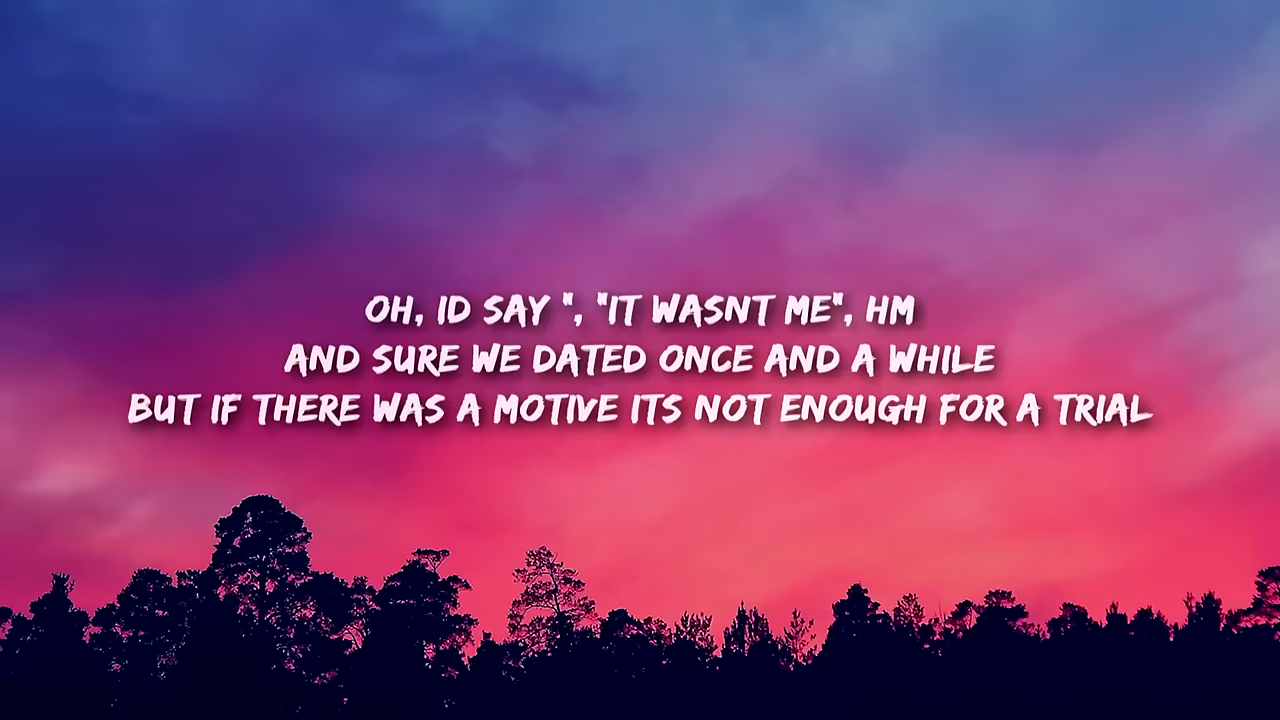 OH, ID SAY ", "IT WASNT ME", HM
AND SURE WE DATED ONCE AND A WHILE
BUT IF THERE WAS A MOTIVE ITS NOT ENOUGH FOR A TRIAL